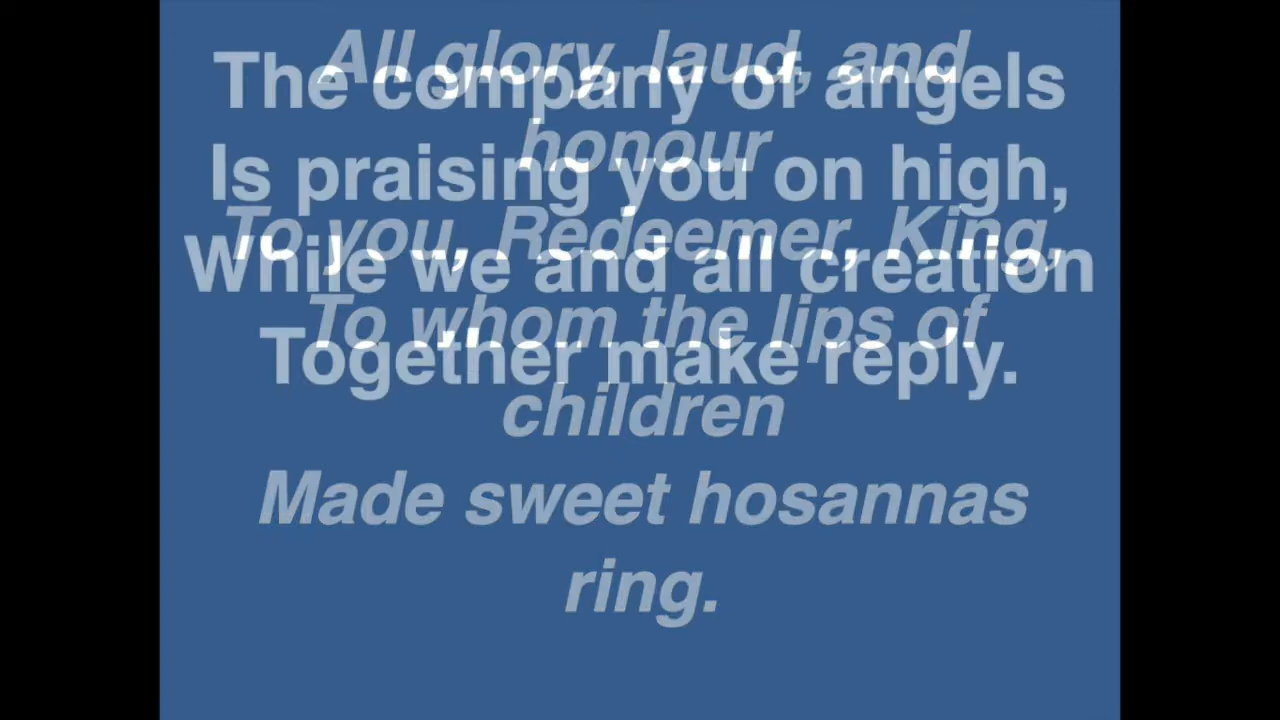 All glory, laud, and
honour
To you, Redeemer, King,
To whom the lips of
children
Made sweet hosannas
ring.
The company of angels
Is praising you on high,
While we and all creation
Together make reply.